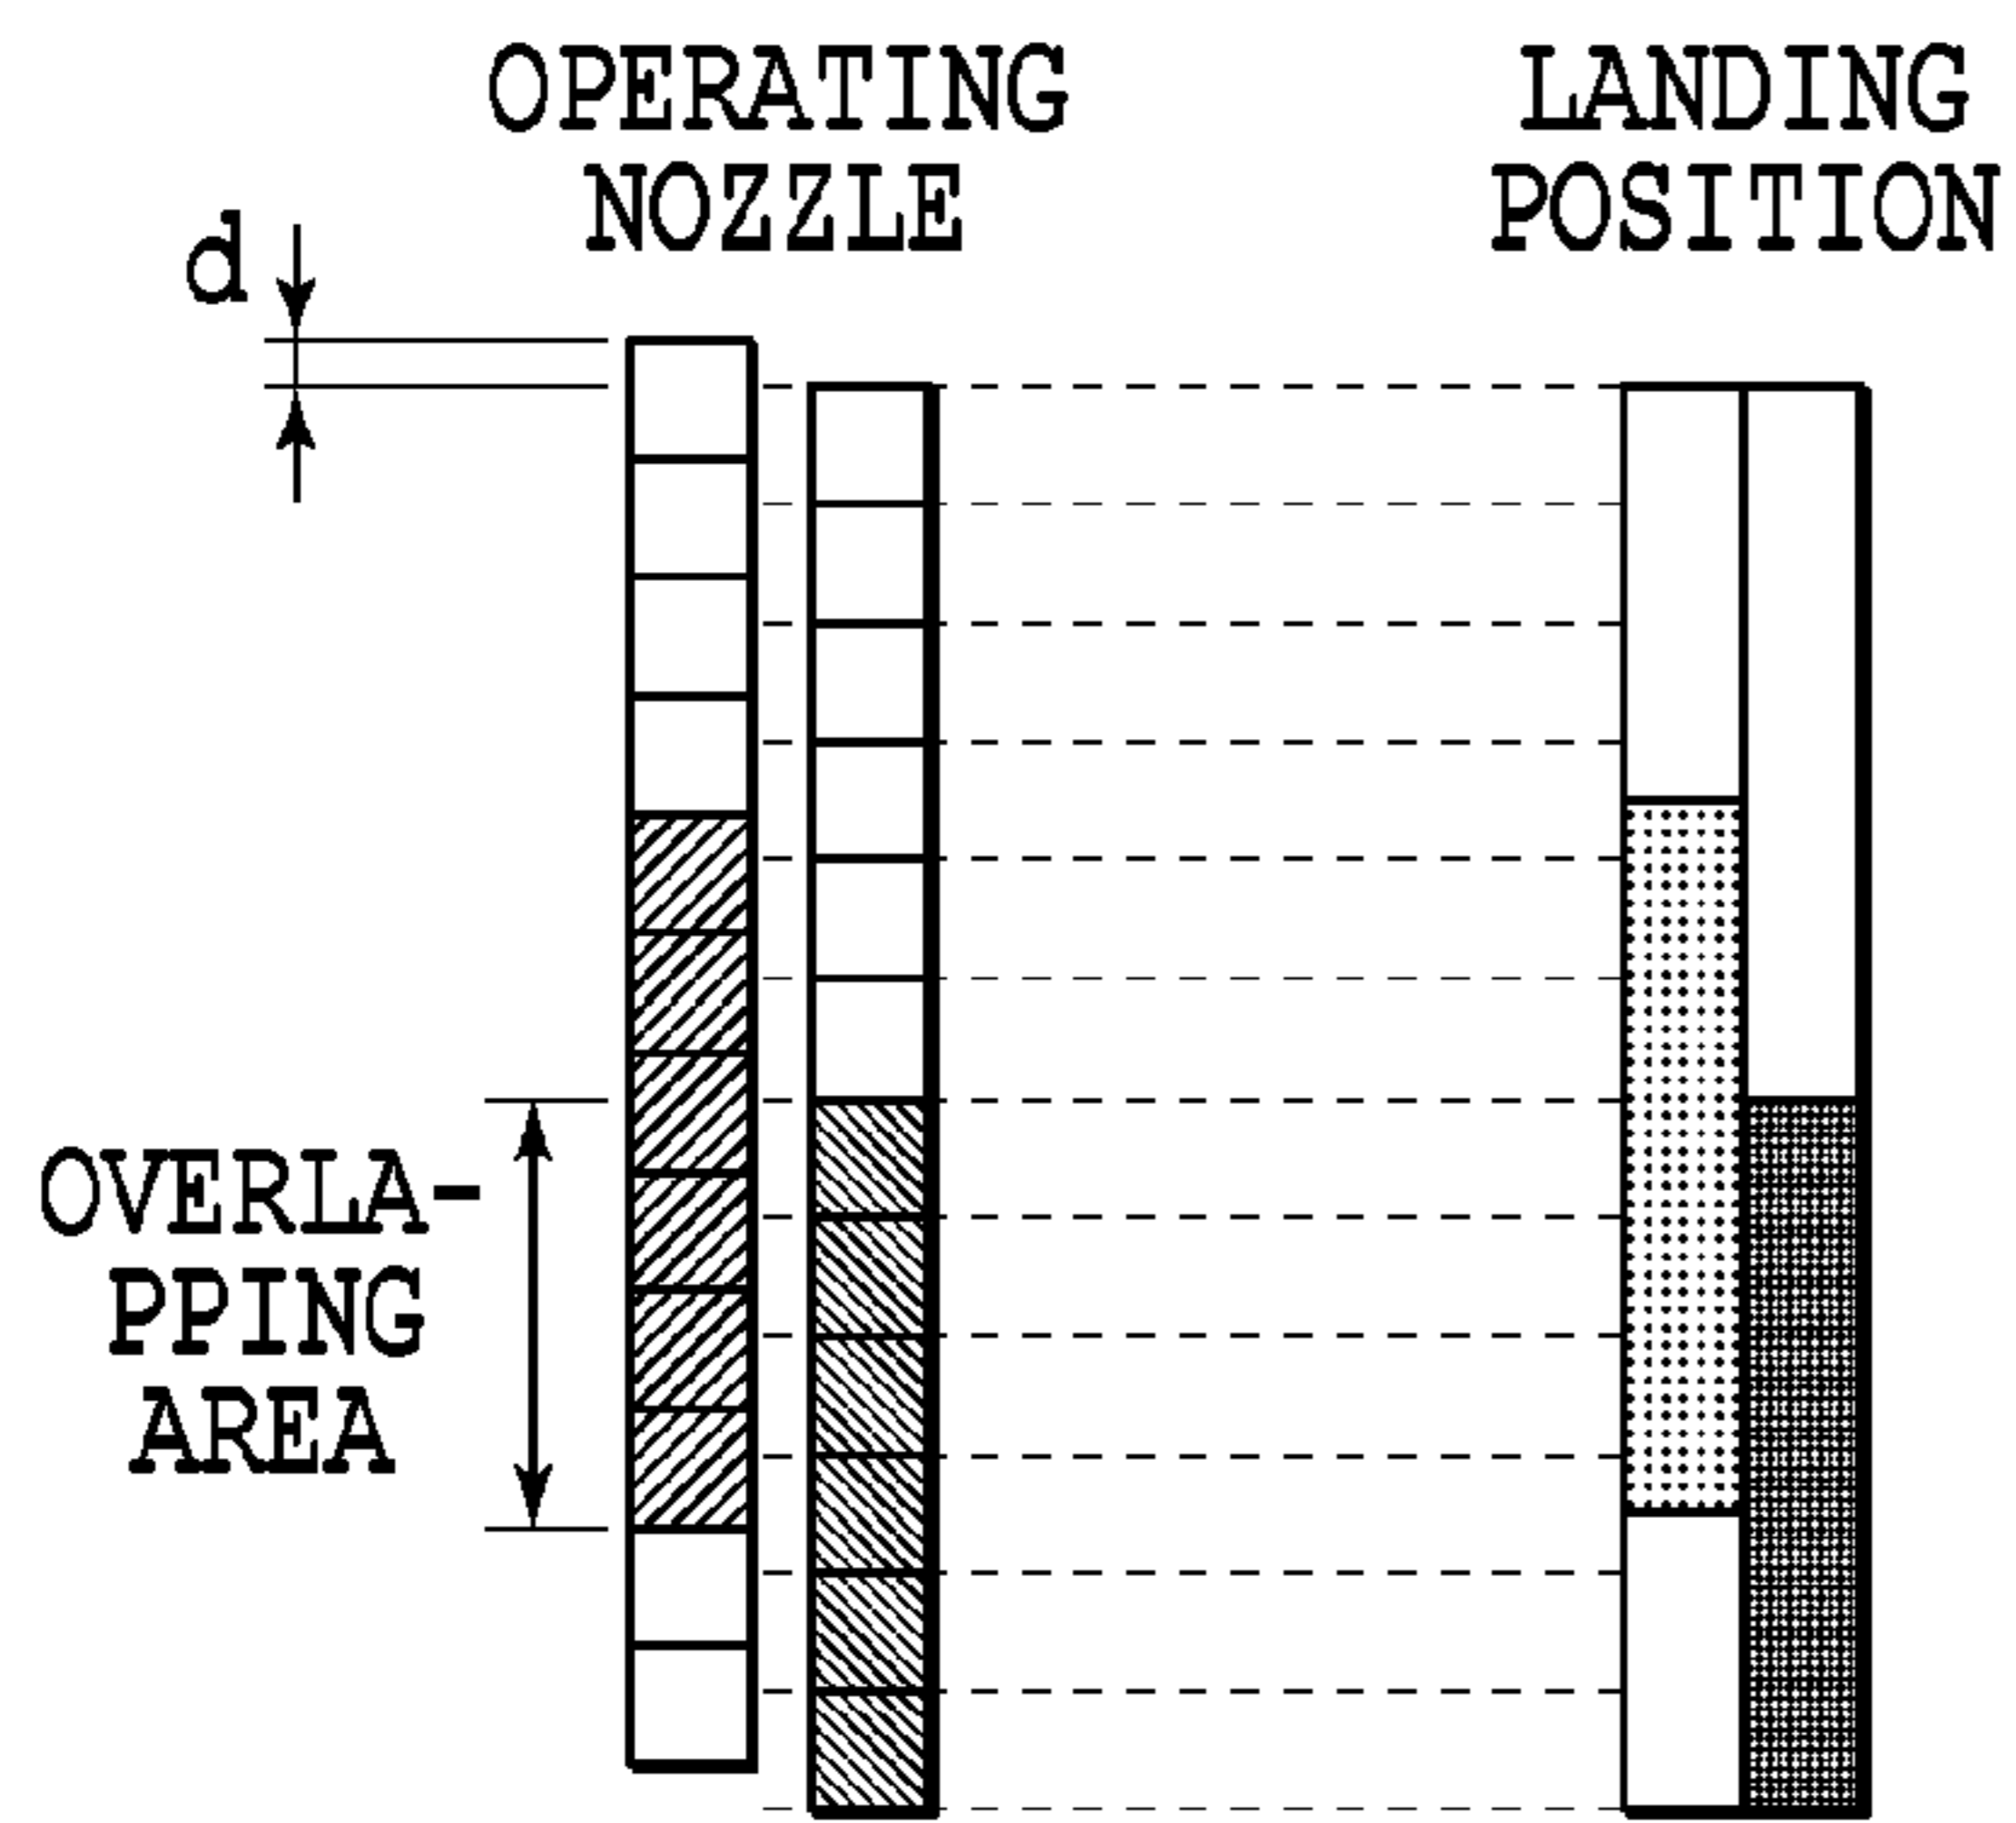 OPERATING
NOZZLE
LANDING
POSITION
d
OVERLA-
PPING
AREA